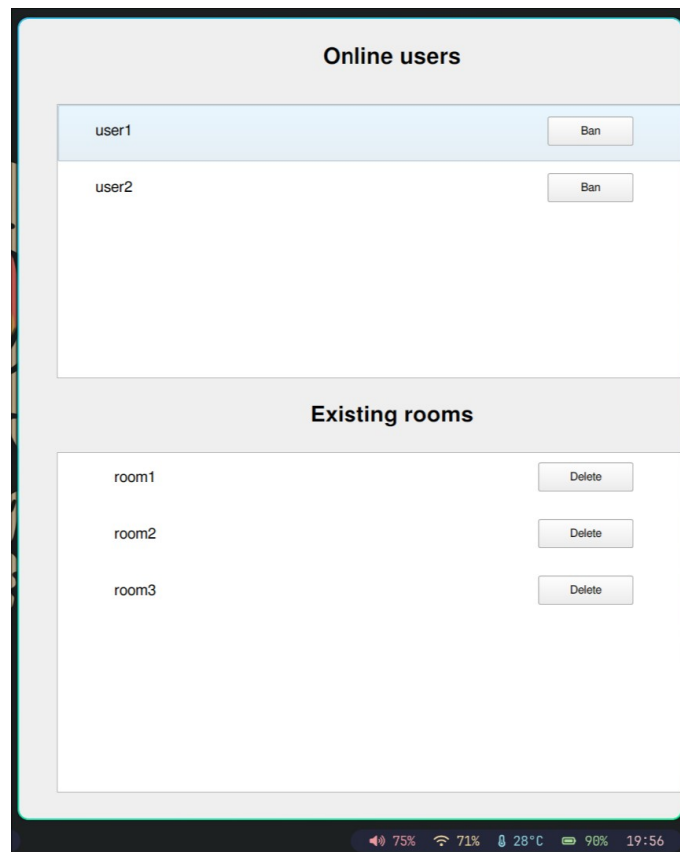 Online users
user1 Ban
user2 Ban
Existing rooms
room1 Delete
room2 Delete
room3 Delete
75% 71% 28°C 90% 19:56